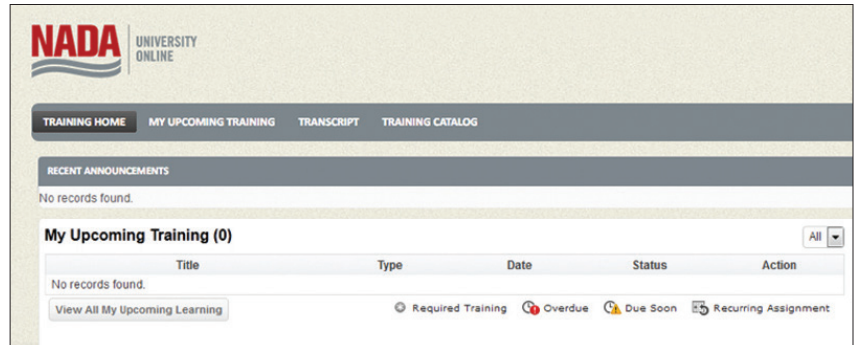 NADA UNIVERSITY
ONLINE
TRAINING HOME MY UPCOMING TRAINING TRANSCRIPT TRAINING CATALOG
RECENT ANNOUNCEMENTS
No records found.
My Upcoming Training (0) All
Title Type Date Status Action
No records found.
View All My Upcoming Learning Required Training Overdue Due Soon Recurring Assignment